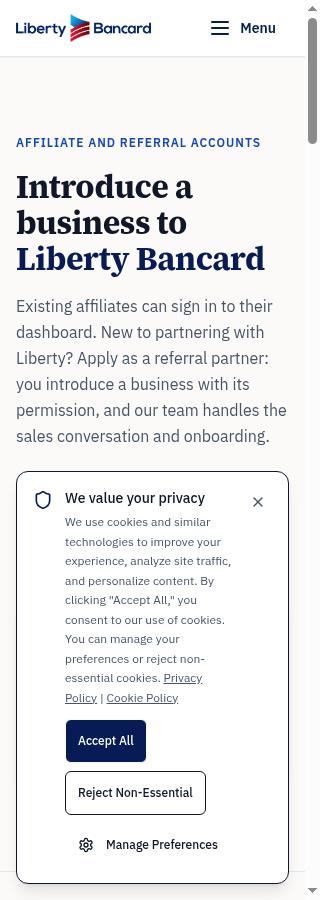 Liberty Bancard
Menu
AFFILIATE AND REFERRAL ACCOUNTS
Introduce a
business to
Liberty Bancard
Existing affiliates can sign in to their
dashboard. New to partnering with
Liberty? Apply as a referral partner:
you introduce a business with its
permission, and our team handles the
sales conversation and onboarding.
We value your privacy
We use cookies and similar
technologies to improve your
experience, analyze site traffic,
and personalize content. By
clicking "Accept All," you
consent to our use of cookies.
You can manage your
preferences or reject non-
essential cookies. Privacy
Policy | Cookie Policy
Accept All
Reject Non-Essential
Manage Preferences